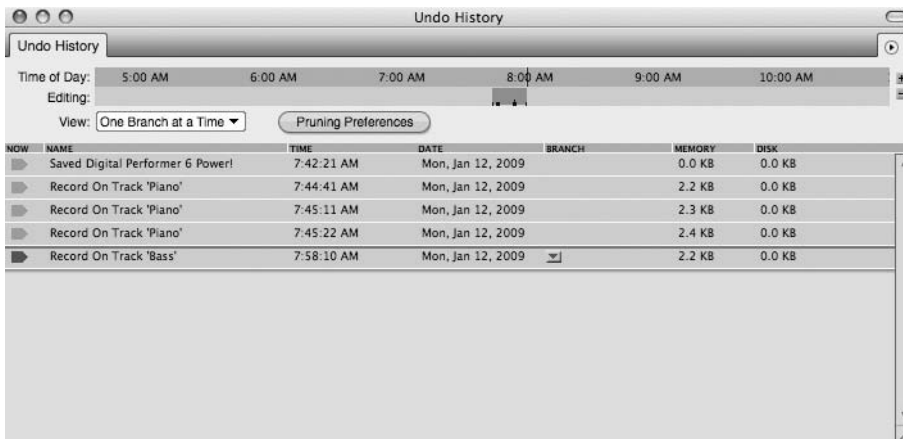 Undo History
Undo History
Time of Day: 5:00 AM 6:00 AM 7:00 AM 8:00 AM 9:00 AM 10:00 AM
Editing:
View: One Branch at a Time Pruning Preferences
NOW NAME TIME DATE BRANCH MEMORY DISK
Saved Digital Performer 6 Power! 7:42:21 AM Mon, Jan 12, 2009 0.0 KB 0.0 KB
Record On Track 'Piano' 7:44:41 AM Mon, Jan 12, 2009 2.2 KB 0.0 KB
Record On Track 'Piano' 7:45:11 AM Mon, Jan 12, 2009 2.3 KB 0.0 KB
Record On Track 'Piano' 7:45:22 AM Mon, Jan 12, 2009 2.4 KB 0.0 KB
Record On Track 'Bass' 7:58:10 AM Mon, Jan 12, 2009 2.2 KB 0.0 KB